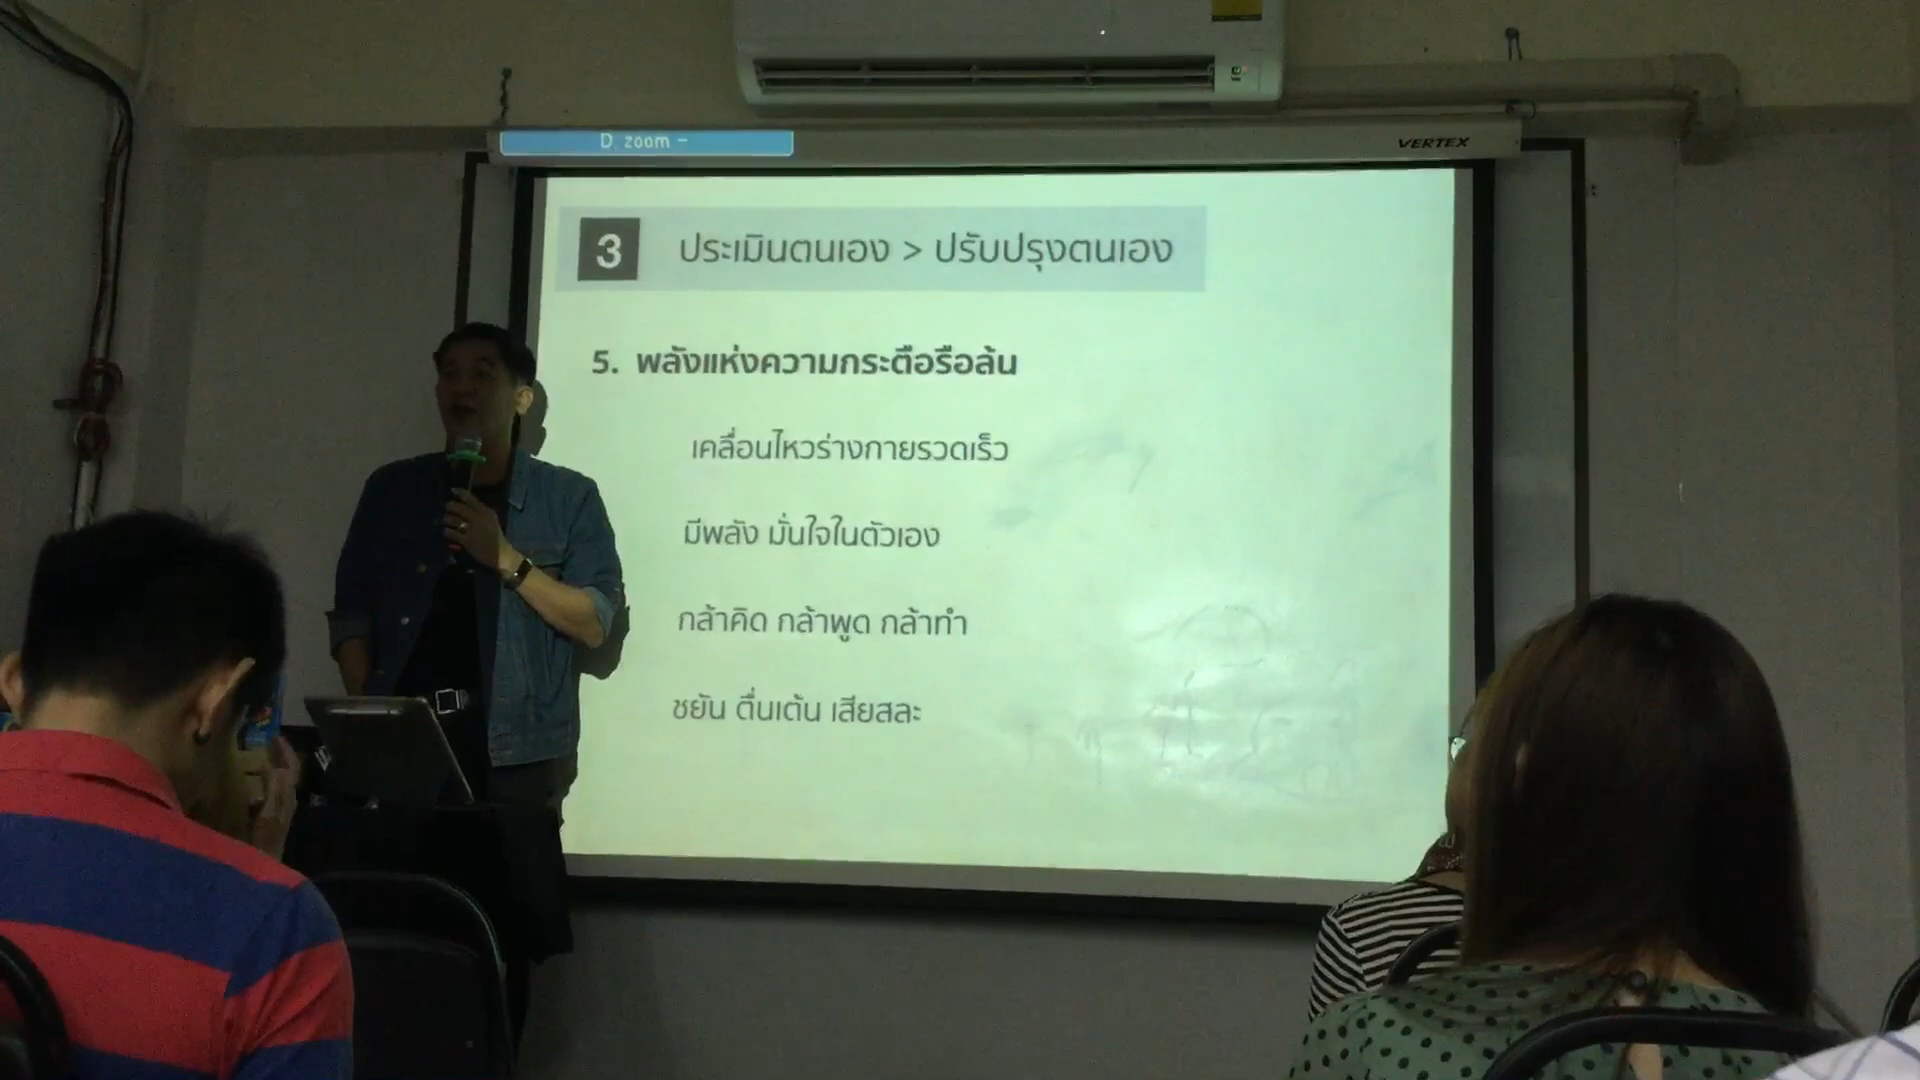 D. zoom -
VERTEX
3 ประเมินตนเอง > ปรับปรุงตนเอง
5. พลังแห่งความกระตือรือล้น
เคลื่อนไหวร่างกายรวดเร็ว
มีพลัง มั่นใจในตัวเอง
กล้าคิด กล้าพูด กล้าทำ
ขยัน ตื่นเต้น เสียสละ